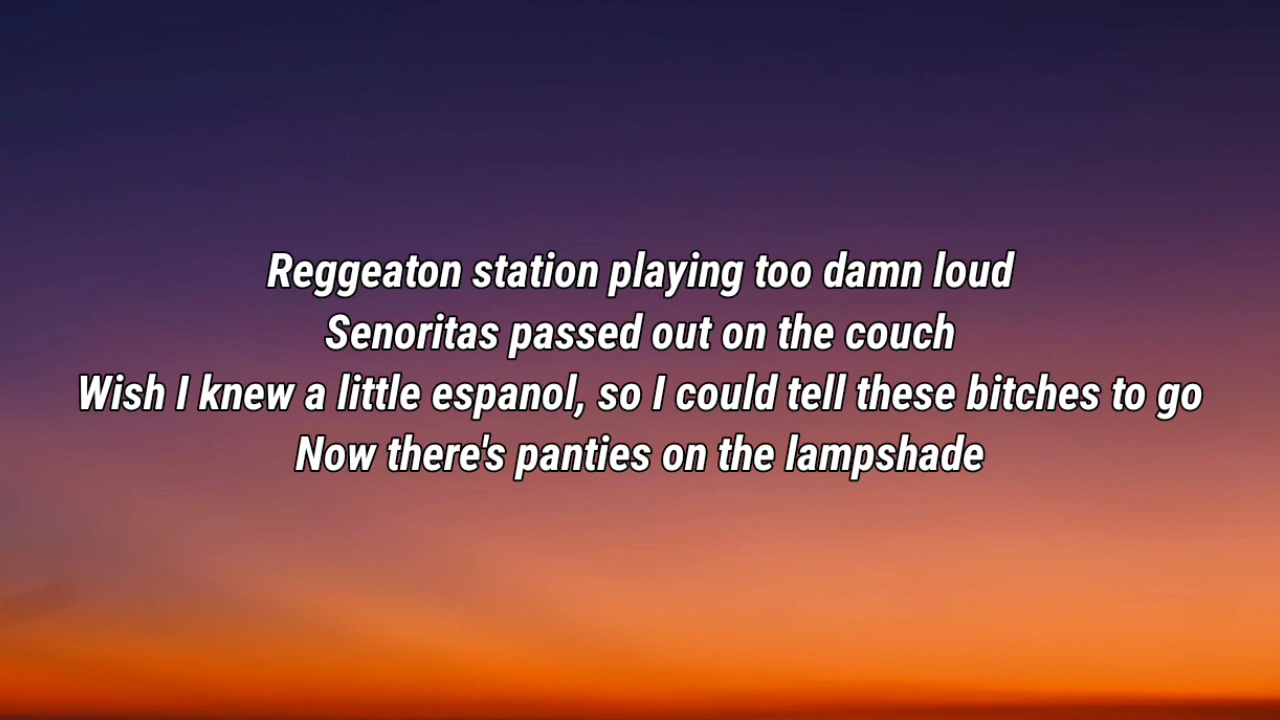 Reggeaton station playing too damn loud
Senoritas passed out on the couch
Wish I knew a little espanol, so I could tell these bitches to go
Now there's panties on the lampshade